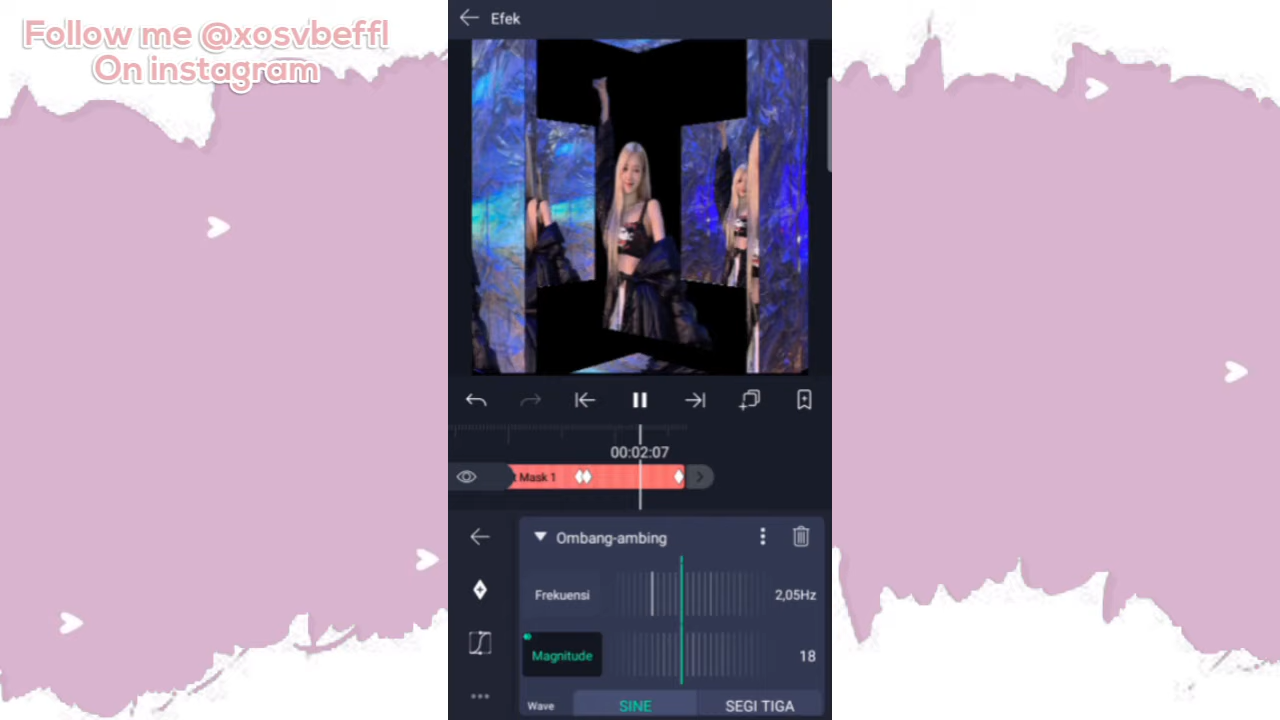 Follow me @xosvbeffl
On instagram
Efek
00:02:07
t Mask 1
Ombang-ambing
Frekuensi
2,05Hz
Magnitude
18
Wave
SINE
SEGI TIGA